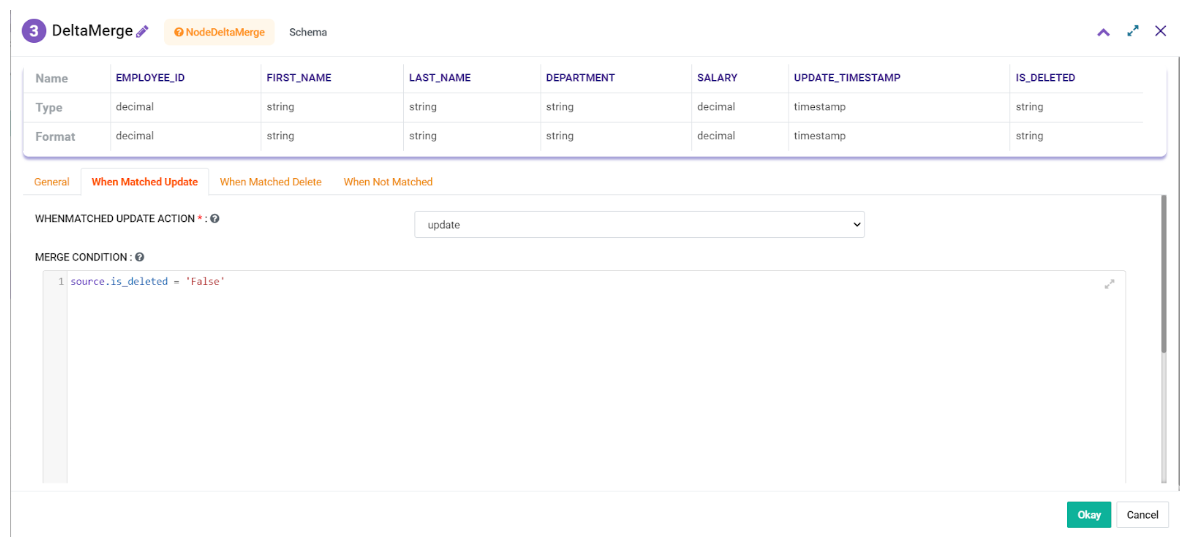 3 DeltaMerge NodeDeltaMerge Schema
Name EMPLOYEE_ID FIRST_NAME LAST_NAME DEPARTMENT SALARY UPDATE_TIMESTAMP IS_DELETED
Type decimal string string string decimal timestamp string
Format decimal string string string decimal timestamp string
General When Matched Update When Matched Delete When Not Matched
WHENMATCHED UPDATE ACTION * : update
MERGE CONDITION :
1 source.is_deleted = 'False'
Okay Cancel